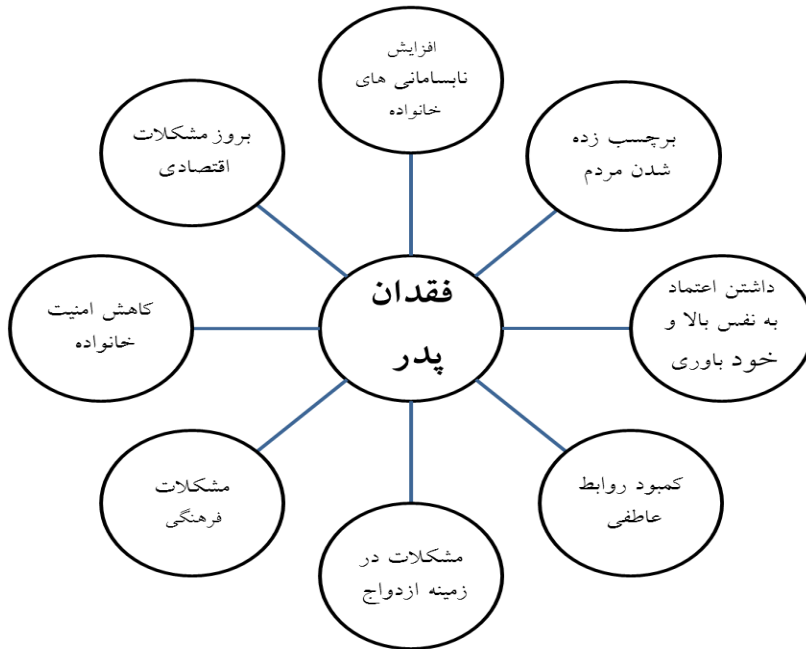 افزایش
نابسامانی های
خانواده
برچسب زده
شدن مردم
بروز مشکلات
اقتصادی
فقدان
پدر
داشتن اعتماد
به نفس بالا و
خود باوری
کاهش امنیت
خانواده
کمبود روابط
عاطفی
مشکلات
فرهنگی
مشکلات در
زمینه ازدواج